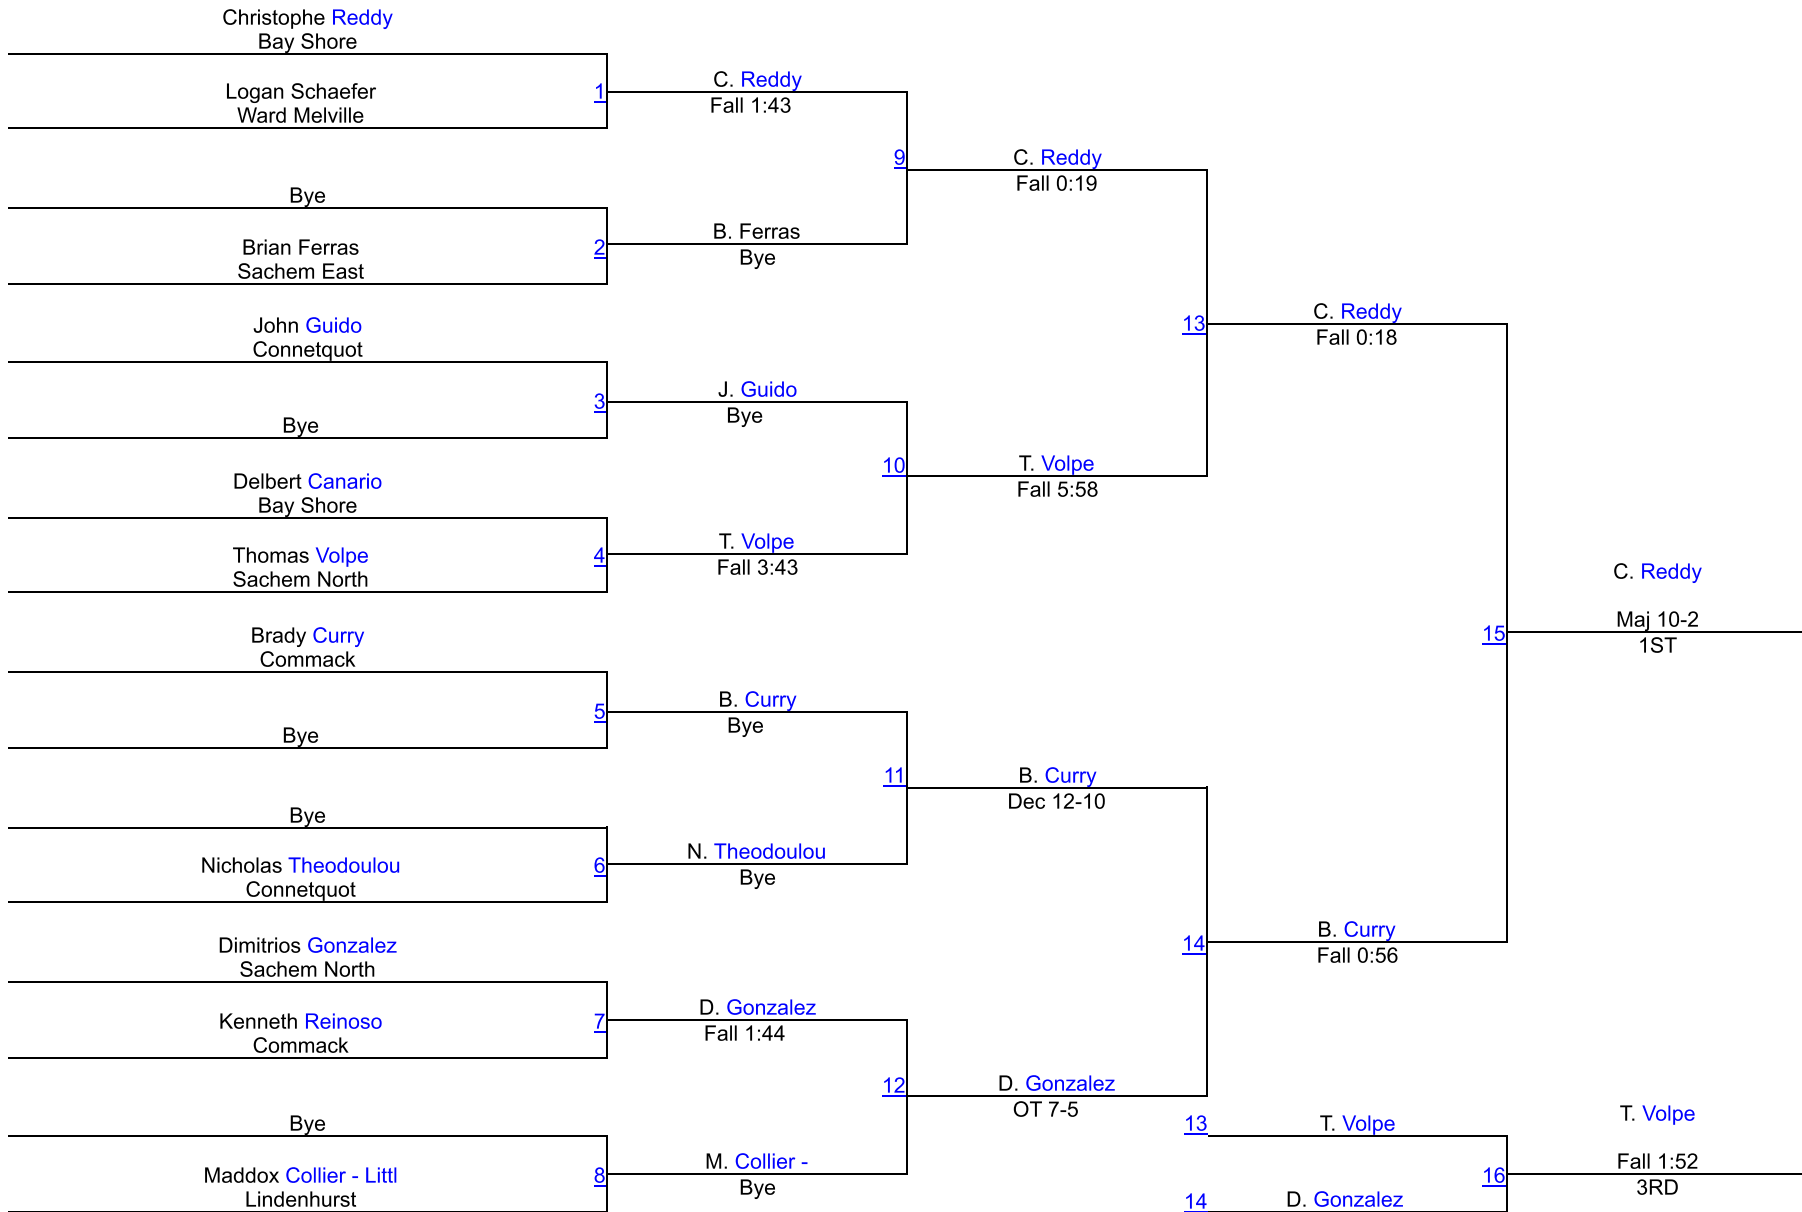 Christophe Reddy
Bay Shore
Logan Schaefer
Ward Melville
1
C. Reddy
Fall 1:43
Bye
Brian Ferras
Sachem East
2
B. Ferras
Bye
9
C. Reddy
Fall 0:19
John Guido
Connetquot
Bye
3
J. Guido
Bye
Delbert Canario
Bay Shore
Thomas Volpe
Sachem North
4
T. Volpe
Fall 3:43
10
T. Volpe
Fall 5:58
13
C. Reddy
Fall 0:18
Brady Curry
Commack
Bye
5
B. Curry
Bye
Bye
Nicholas Theodoulou
Connetquot
6
N. Theodoulou
Bye
11
B. Curry
Dec 12-10
Dimitrios Gonzalez
Sachem North
Kenneth Reinoso
Commack
7
D. Gonzalez
Fall 1:44
Bye
Maddox Collier - Littl
Lindenhurst
8
M. Collier -
Bye
12
D. Gonzalez
OT 7-5
14
B. Curry
Fall 0:56
15
C. Reddy
Maj 10-2
1ST
13
T. Volpe
14
D. Gonzalez
16
T. Volpe
Fall 1:52
3RD